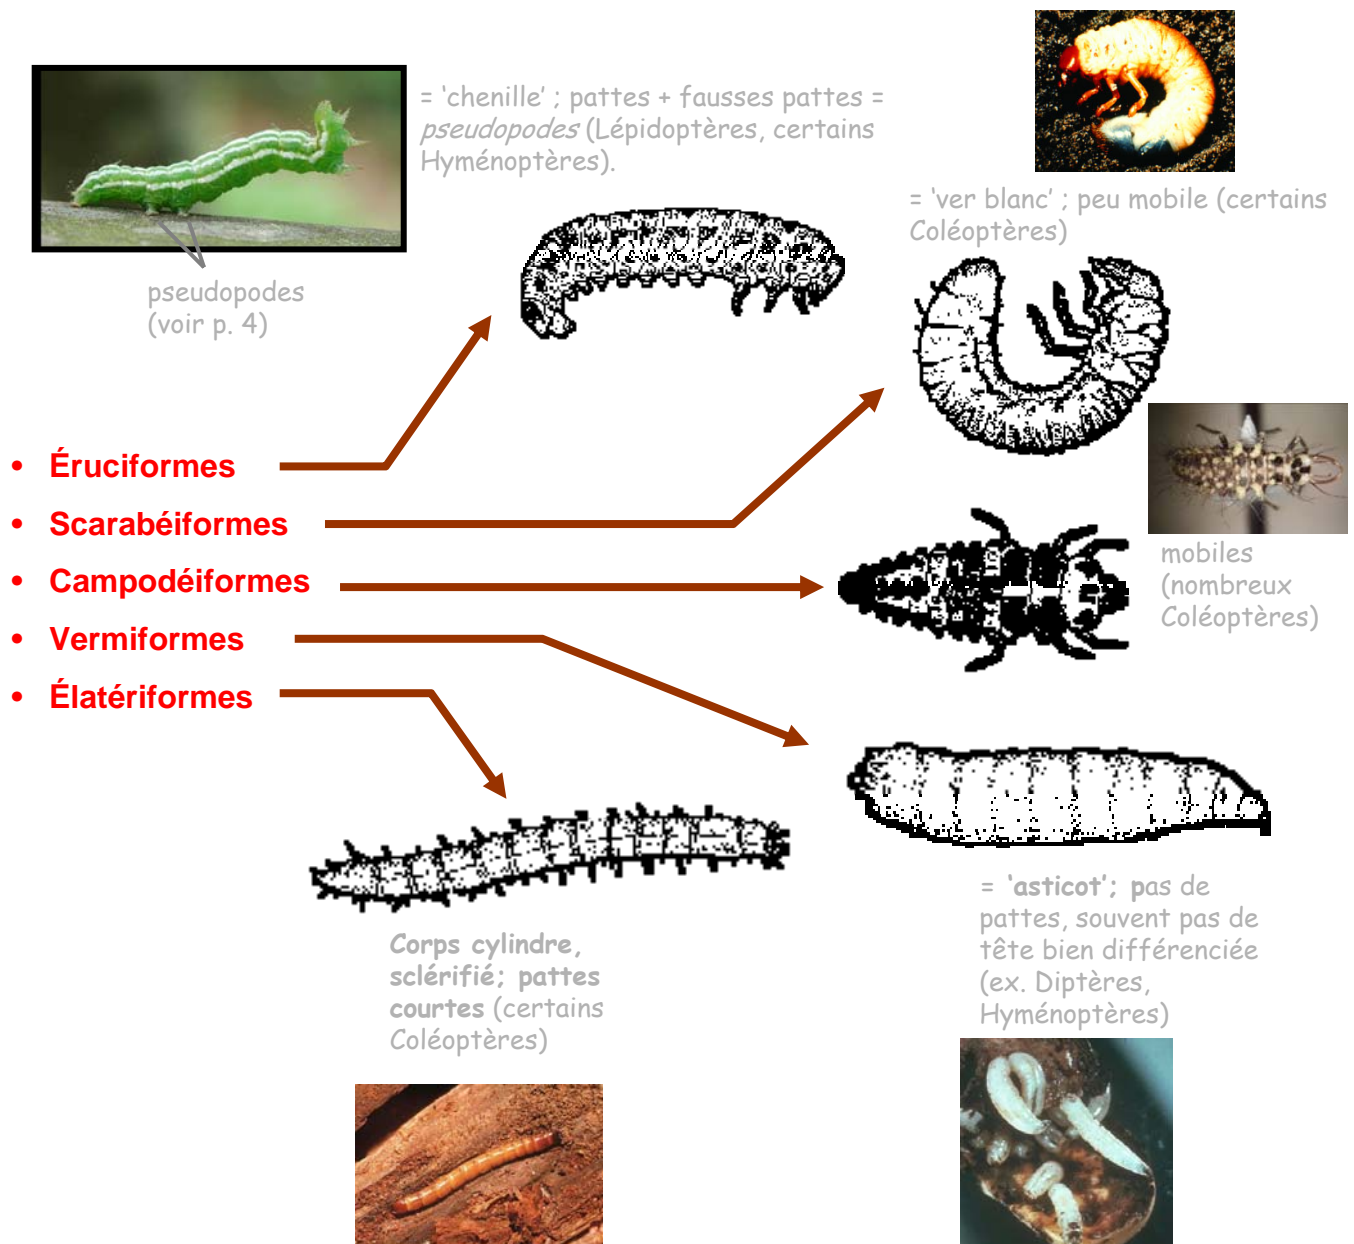 = ‘chenille’ ; pattes + fausses pattes =
pseudopodes (Lépidoptères, certains
Hyménoptères).
= ‘ver blanc’ ; peu mobile (certains
Coléoptères)
pseudopodes
(voir p. 4)
• Éruciformes
• Scarabéiformes
• Campodéiformes
• Vermiformes
• Élatériformes
mobiles
(nombreux
Coléoptères)
Corps cylindre,
sclérifié; pattes
courtes (certains
Coléoptères)
= ‘asticot’; pas de
pattes, souvent pas de
tête bien différenciée
(ex. Diptères,
Hyménoptères)